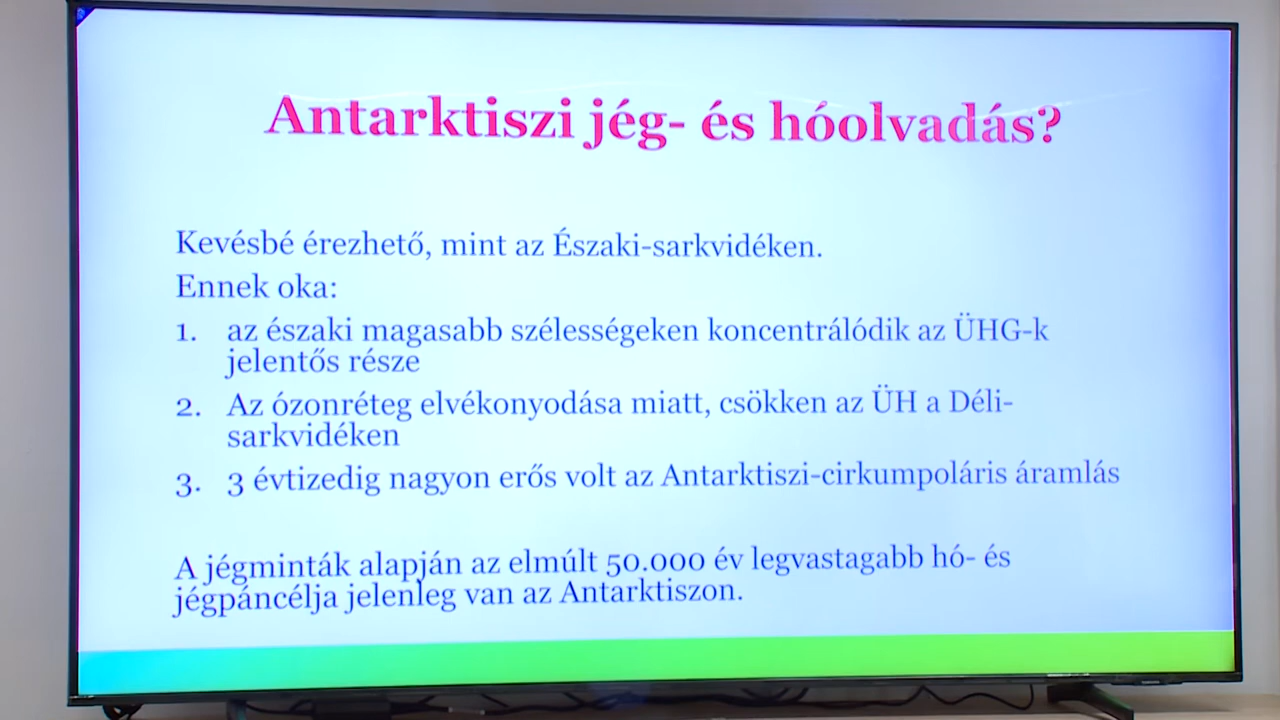 Antarktiszi jég- és hóolvadás?
Kevésbé érezhető, mint az Északi-sarkvidéken.
Ennek oka:
1. az északi magasabb szélességeken koncentrálódik az ÜHG-k
jelentős része
2. Az ózonréteg elvékonyodása miatt, csökken az ÜH a Déli-
sarkvidéken
3. 3 évtizedig nagyon erős volt az Antarktiszi-cirkumpoláris áramlás
A jégminták alapján az elmúlt 50.000 év legvastagabb hó- és
jégpáncélja jelenleg van az Antarktiszon.